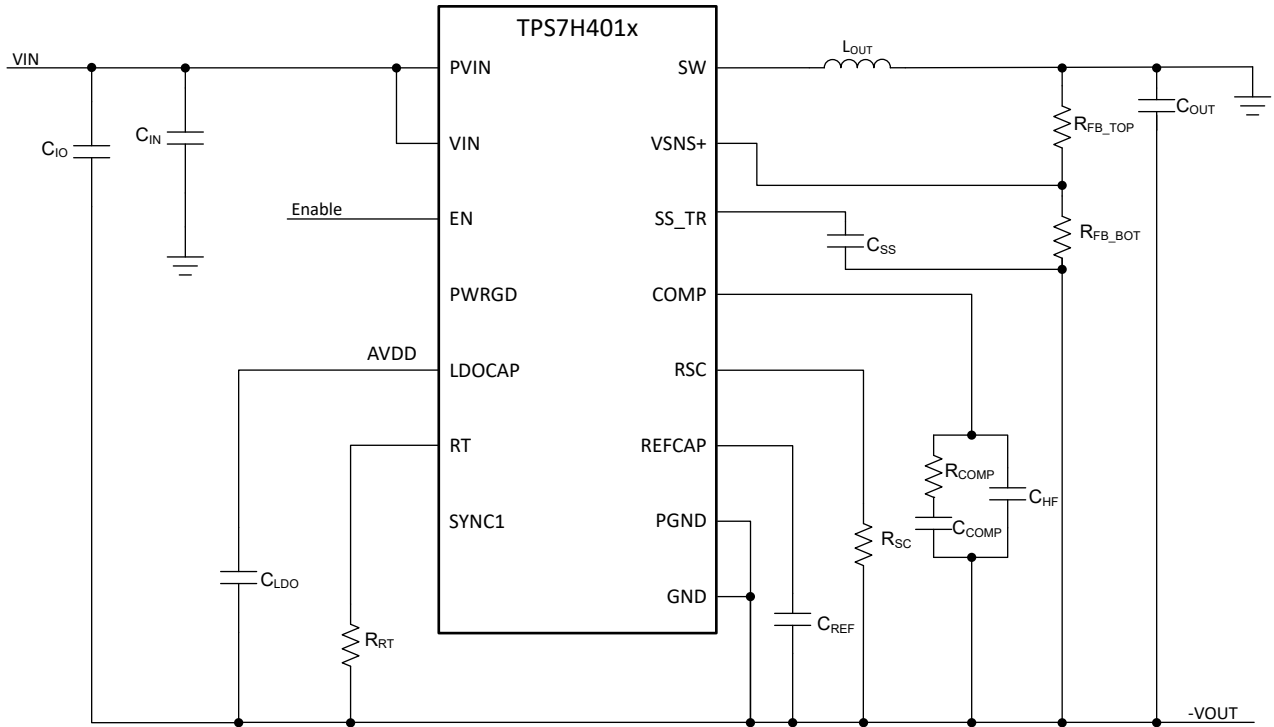 TPS7H401x
VIN
PVIN
SW
L_OUT
C_IO
C_IN
VIN
VSNS+
R_FB_TOP
C_OUT
Enable
EN
SS_TR
C_SS
R_FB_BOT
PWRGD
COMP
AVDD
LDOCAP
RSC
RT
REFCAP
R_COMP
C_HF
SYNC1
PGND
R_SC
C_COMP
C_LDO
GND
R_RT
C_REF
-VOUT